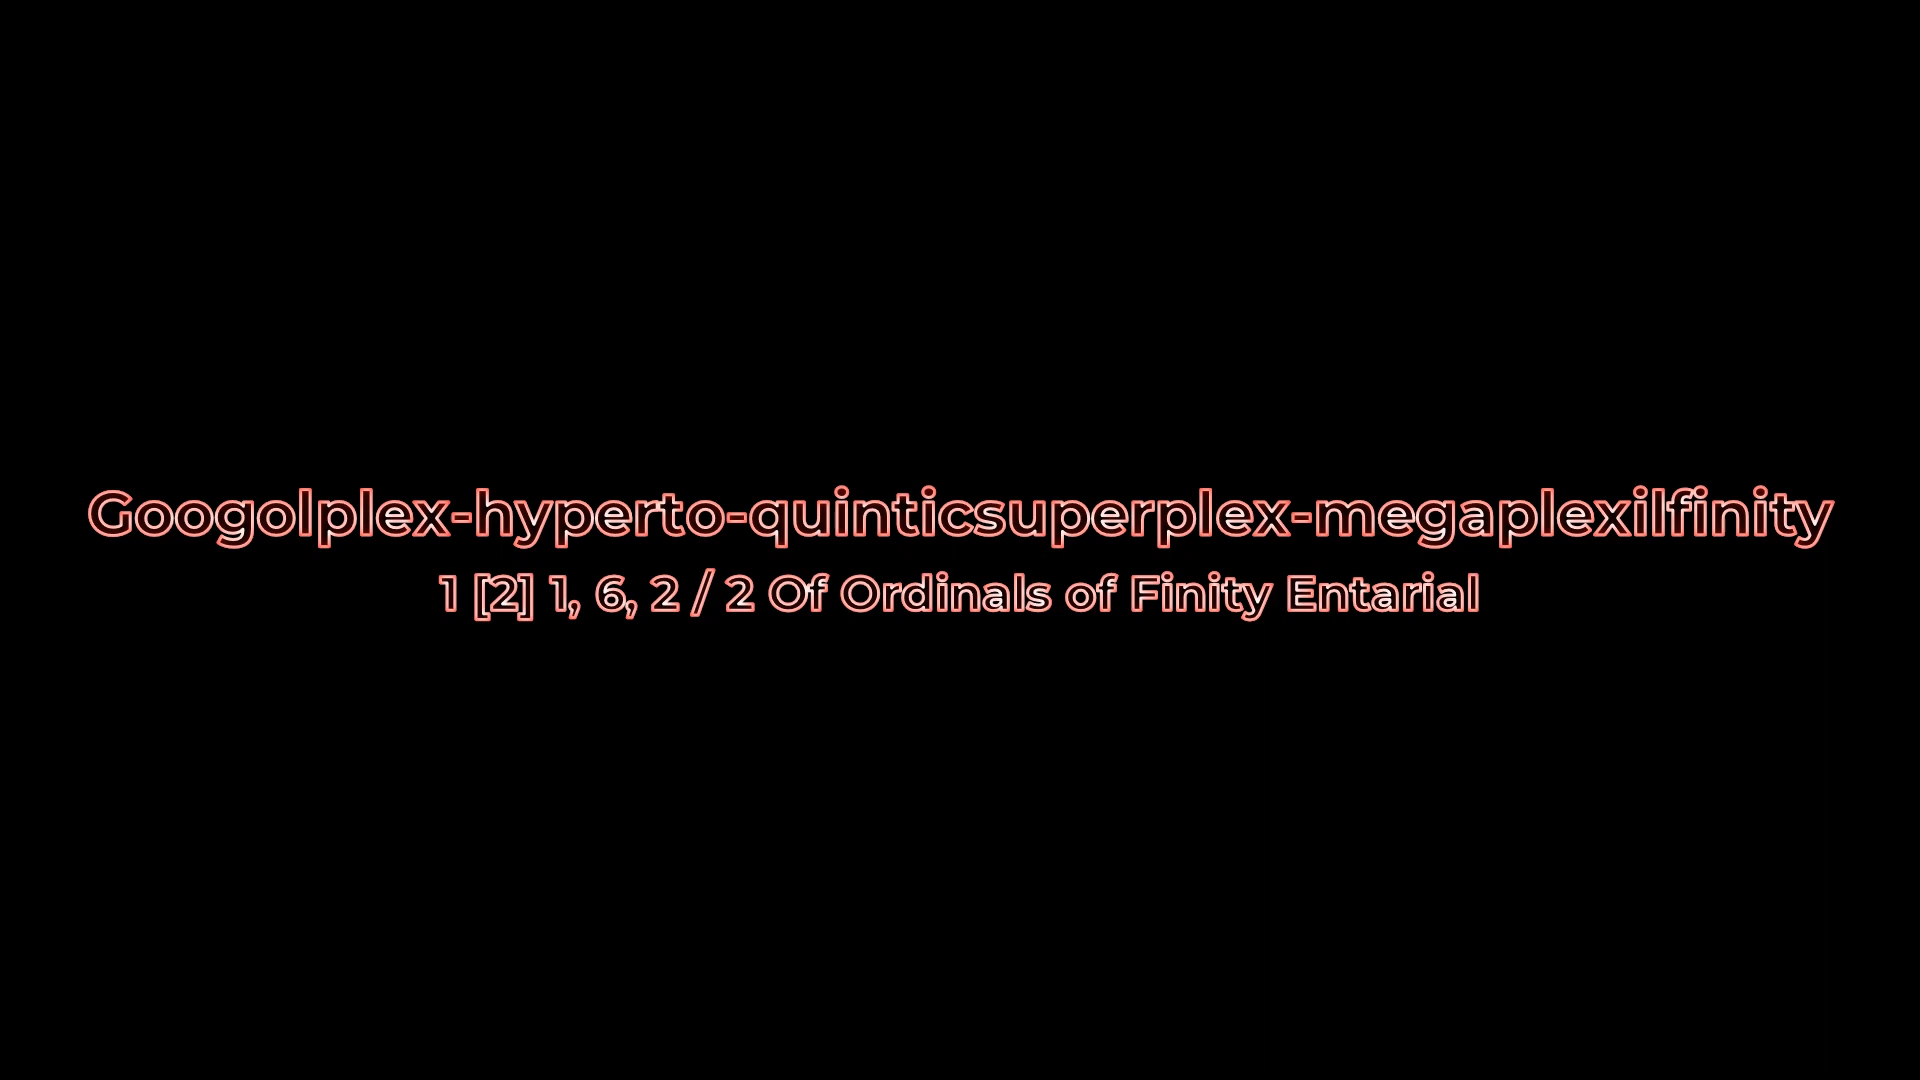 Googolplex-hyperto-quinticsuperplex-megaplexilfinity
1 [2] 1, 6, 2 / 2 Of Ordinals of Finity Entarial